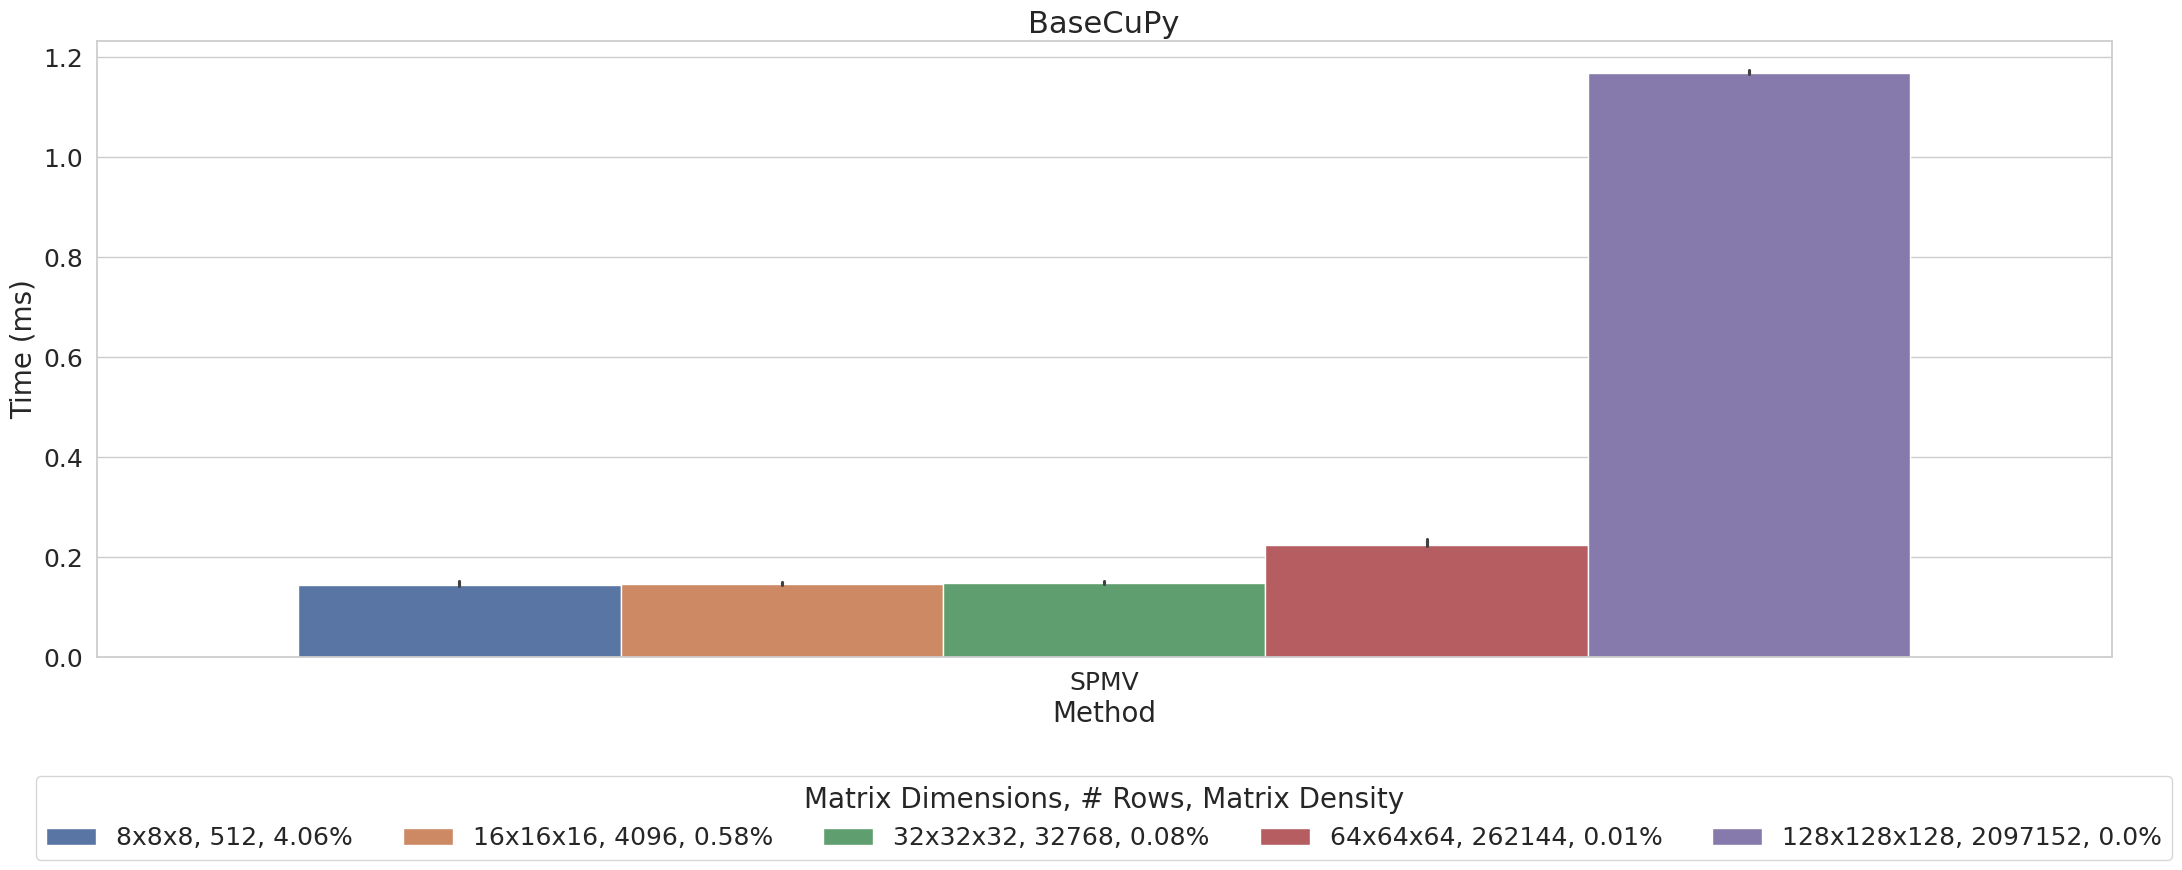 BaseCuPy
1.2
1.0
0.8
0.6
0.4
0.2
0.0
Time (ms)
SPMV
Method
Matrix Dimensions, # Rows, Matrix Density
8x8x8, 512, 4.06% 16x16x16, 4096, 0.58% 32x32x32, 32768, 0.08% 64x64x64, 262144, 0.01% 128x128x128, 2097152, 0.0%